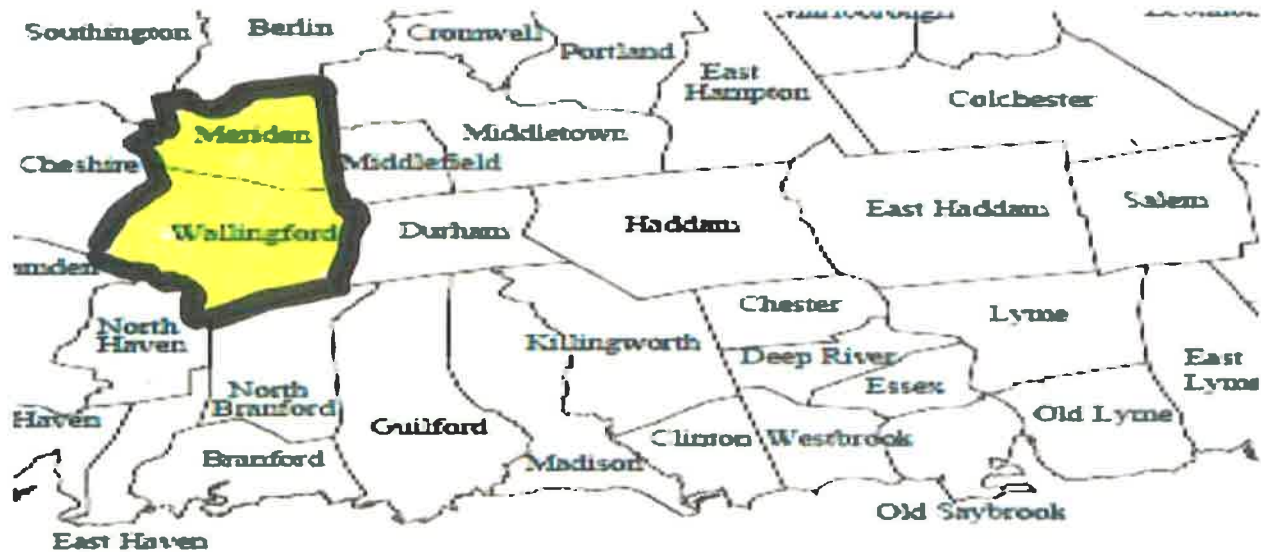 Southington
Berlin
Cromwell
Portland
East
Hampton
Colchester
Meriden
Middletown
Cheshire
Middlefield
Wallingford
Durham
Haddam
East Haddam
Salem
North
Haven
Chester
Lyme
Killingworth
Deep River
Essex
East
Lyme
North
Branford
Haven
Guilford
Old Lyme
Clinton
Westbrook
Branford
Madison
Old Saybrook
East Haven